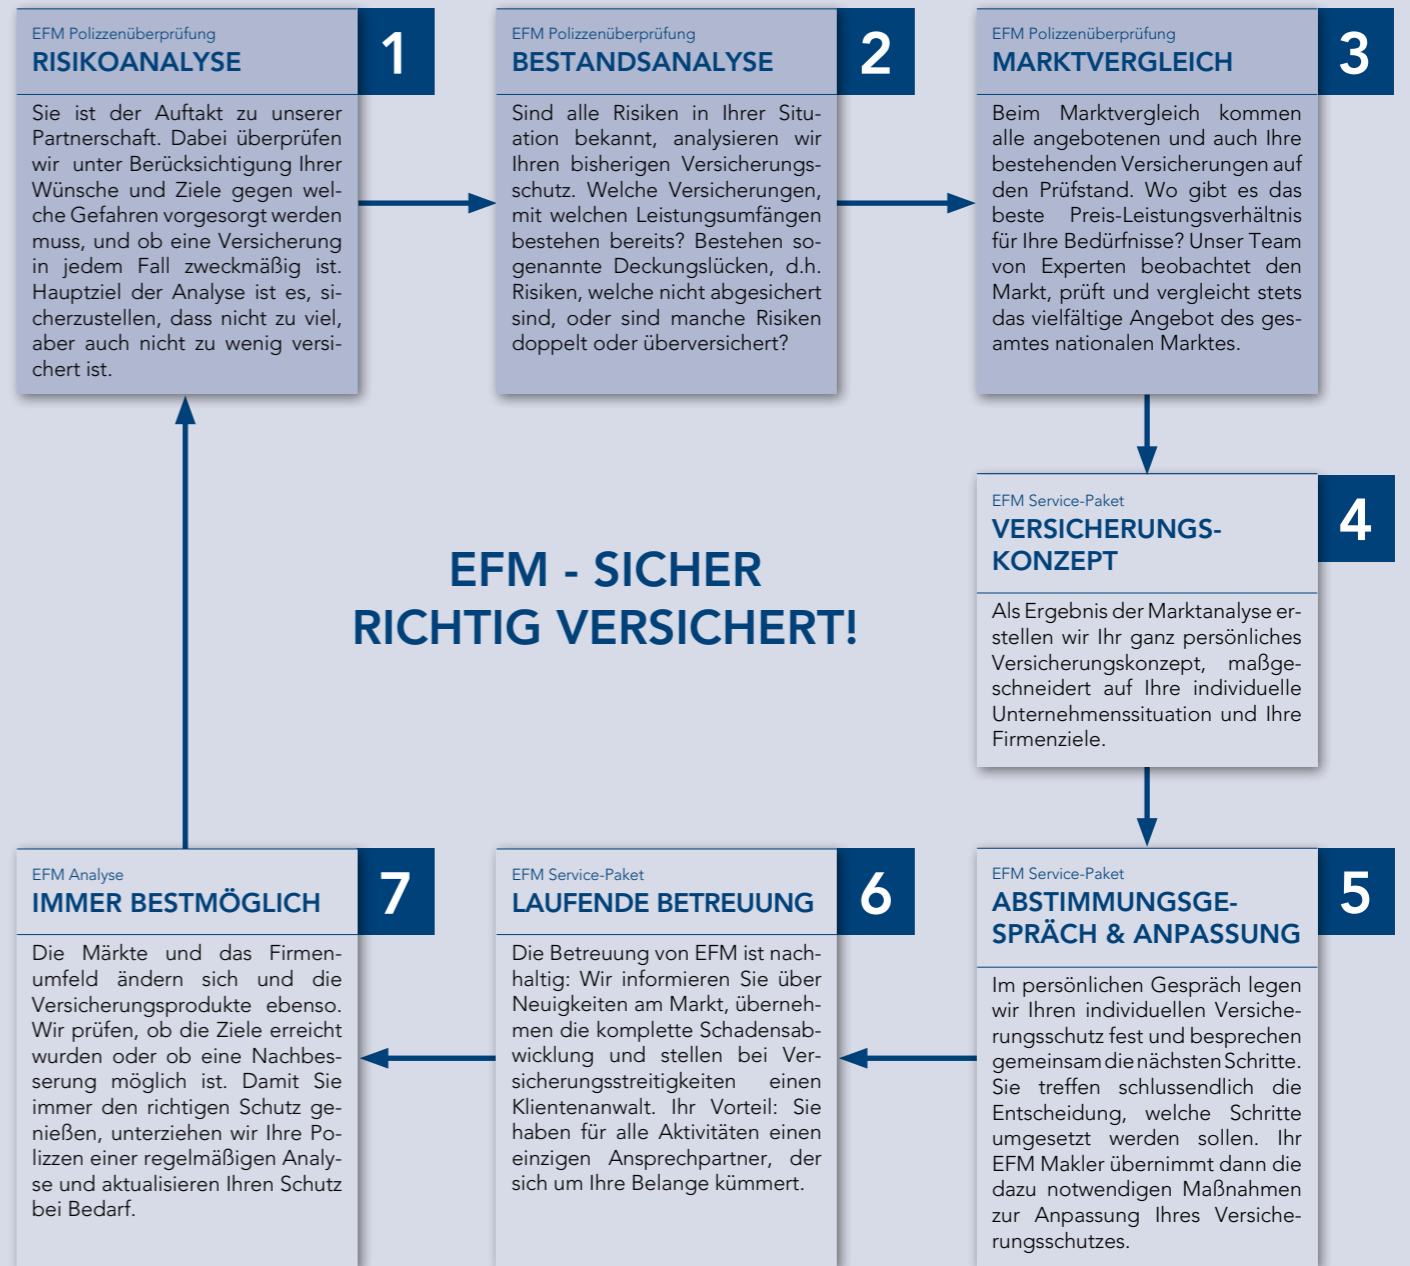 EFM Polizzenüberprüfung
RISIKOANALYSE
1
Sie ist der Auftakt zu unserer
Partnerschaft. Dabei überprüfen
wir unter Berücksichtigung Ihrer
Wünsche und Ziele gegen wel-
che Gefahren vorgesorgt werden
muss, und ob eine Versicherung
in jedem Fall zweckmäßig ist.
Hauptziel der Analyse ist es, si-
cherzustellen, dass nicht zu viel,
aber auch nicht zu wenig versi-
chert ist.
EFM Polizzenüberprüfung
BESTANDSANALYSE
2
Sind alle Risiken in Ihrer Situ-
ation bekannt, analysieren wir
Ihren bisherigen Versicherungs-
schutz. Welche Versicherungen,
mit welchen Leistungsumfängen
bestehen bereits? Bestehen so-
genannte Deckungslücken, d.h.
Risiken, welche nicht abgesichert
sind, oder sind manche Risiken
doppelt oder überversichert?
EFM Polizzenüberprüfung
MARKTVERGLEICH
3
Beim Marktvergleich kommen
alle angebotenen und auch Ihre
bestehenden Versicherungen auf
den Prüfstand. Wo gibt es das
beste Preis-Leistungsverhältnis
für Ihre Bedürfnisse? Unser Team
von Experten beobachtet den
Markt, prüft und vergleicht stets
das vielfältige Angebot des ges-
amtes nationalen Marktes.
EFM - SICHER
RICHTIG VERSICHERT!
EFM Service-Paket
VERSICHERUNGS-
KONZEPT
4
Als Ergebnis der Marktanalyse er-
stellen wir Ihr ganz persönliches
Versicherungskonzept, maßge-
schneidert auf Ihre individuelle
Unternehmenssituation und Ihre
Firmenziele.
EFM Service-Paket
ABSTIMMUNGSGE-
SPRÄCH & ANPASSUNG
5
Im persönlichen Gespräch legen
wir Ihren individuellen Versiche-
rungsschutz fest und besprechen
gemeinsam die nächsten Schritte.
Sie treffen schlussendlich die
Entscheidung, welche Schritte
umgesetzt werden sollen. Ihr
EFM Makler übernimmt dann die
dazu notwendigen Maßnahmen
zur Anpassung Ihres Versiche-
rungsschutzes.
EFM Service-Paket
LAUFENDE BETREUUNG
6
Die Betreuung von EFM ist nach-
haltig: Wir informieren Sie über
Neuigkeiten am Markt, überneh-
men die komplette Schadensab-
wicklung und stellen bei Ver-
sicherungsstreitigkeiten einen
Klientenanwalt. Ihr Vorteil: Sie
haben für alle Aktivitäten einen
einzigen Ansprechpartner, der
sich um Ihre Belange kümmert.
EFM Analyse
IMMER BESTMÖGLICH
7
Die Märkte und das Firmen-
umfeld ändern sich und die
Versicherungsprodukte ebenso.
Wir prüfen, ob die Ziele erreicht
wurden oder ob eine Nachbes-
serung möglich ist. Damit Sie
immer den richtigen Schutz ge-
nießen, unterziehen wir Ihre Po-
lizzen einer regelmäßigen Analy-
se und aktualisieren Ihren Schutz
bei Bedarf.